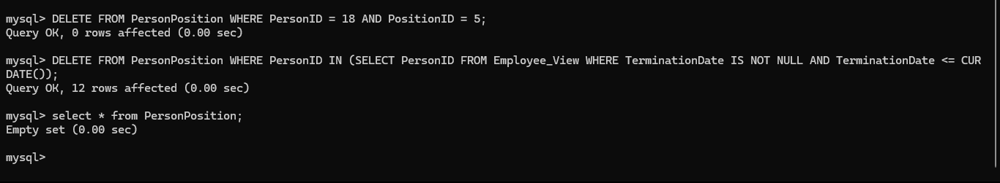 mysql> DELETE FROM PersonPosition WHERE PersonID = 18 AND PositionID = 5;
Query OK, 0 rows affected (0.00 sec)
mysql> DELETE FROM PersonPosition WHERE PersonID IN (SELECT PersonID FROM Employee_View WHERE TerminationDate IS NOT NULL AND TerminationDate <= CUR
DATE());
Query OK, 12 rows affected (0.00 sec)
mysql> select * from PersonPosition;
Empty set (0.00 sec)
mysql>